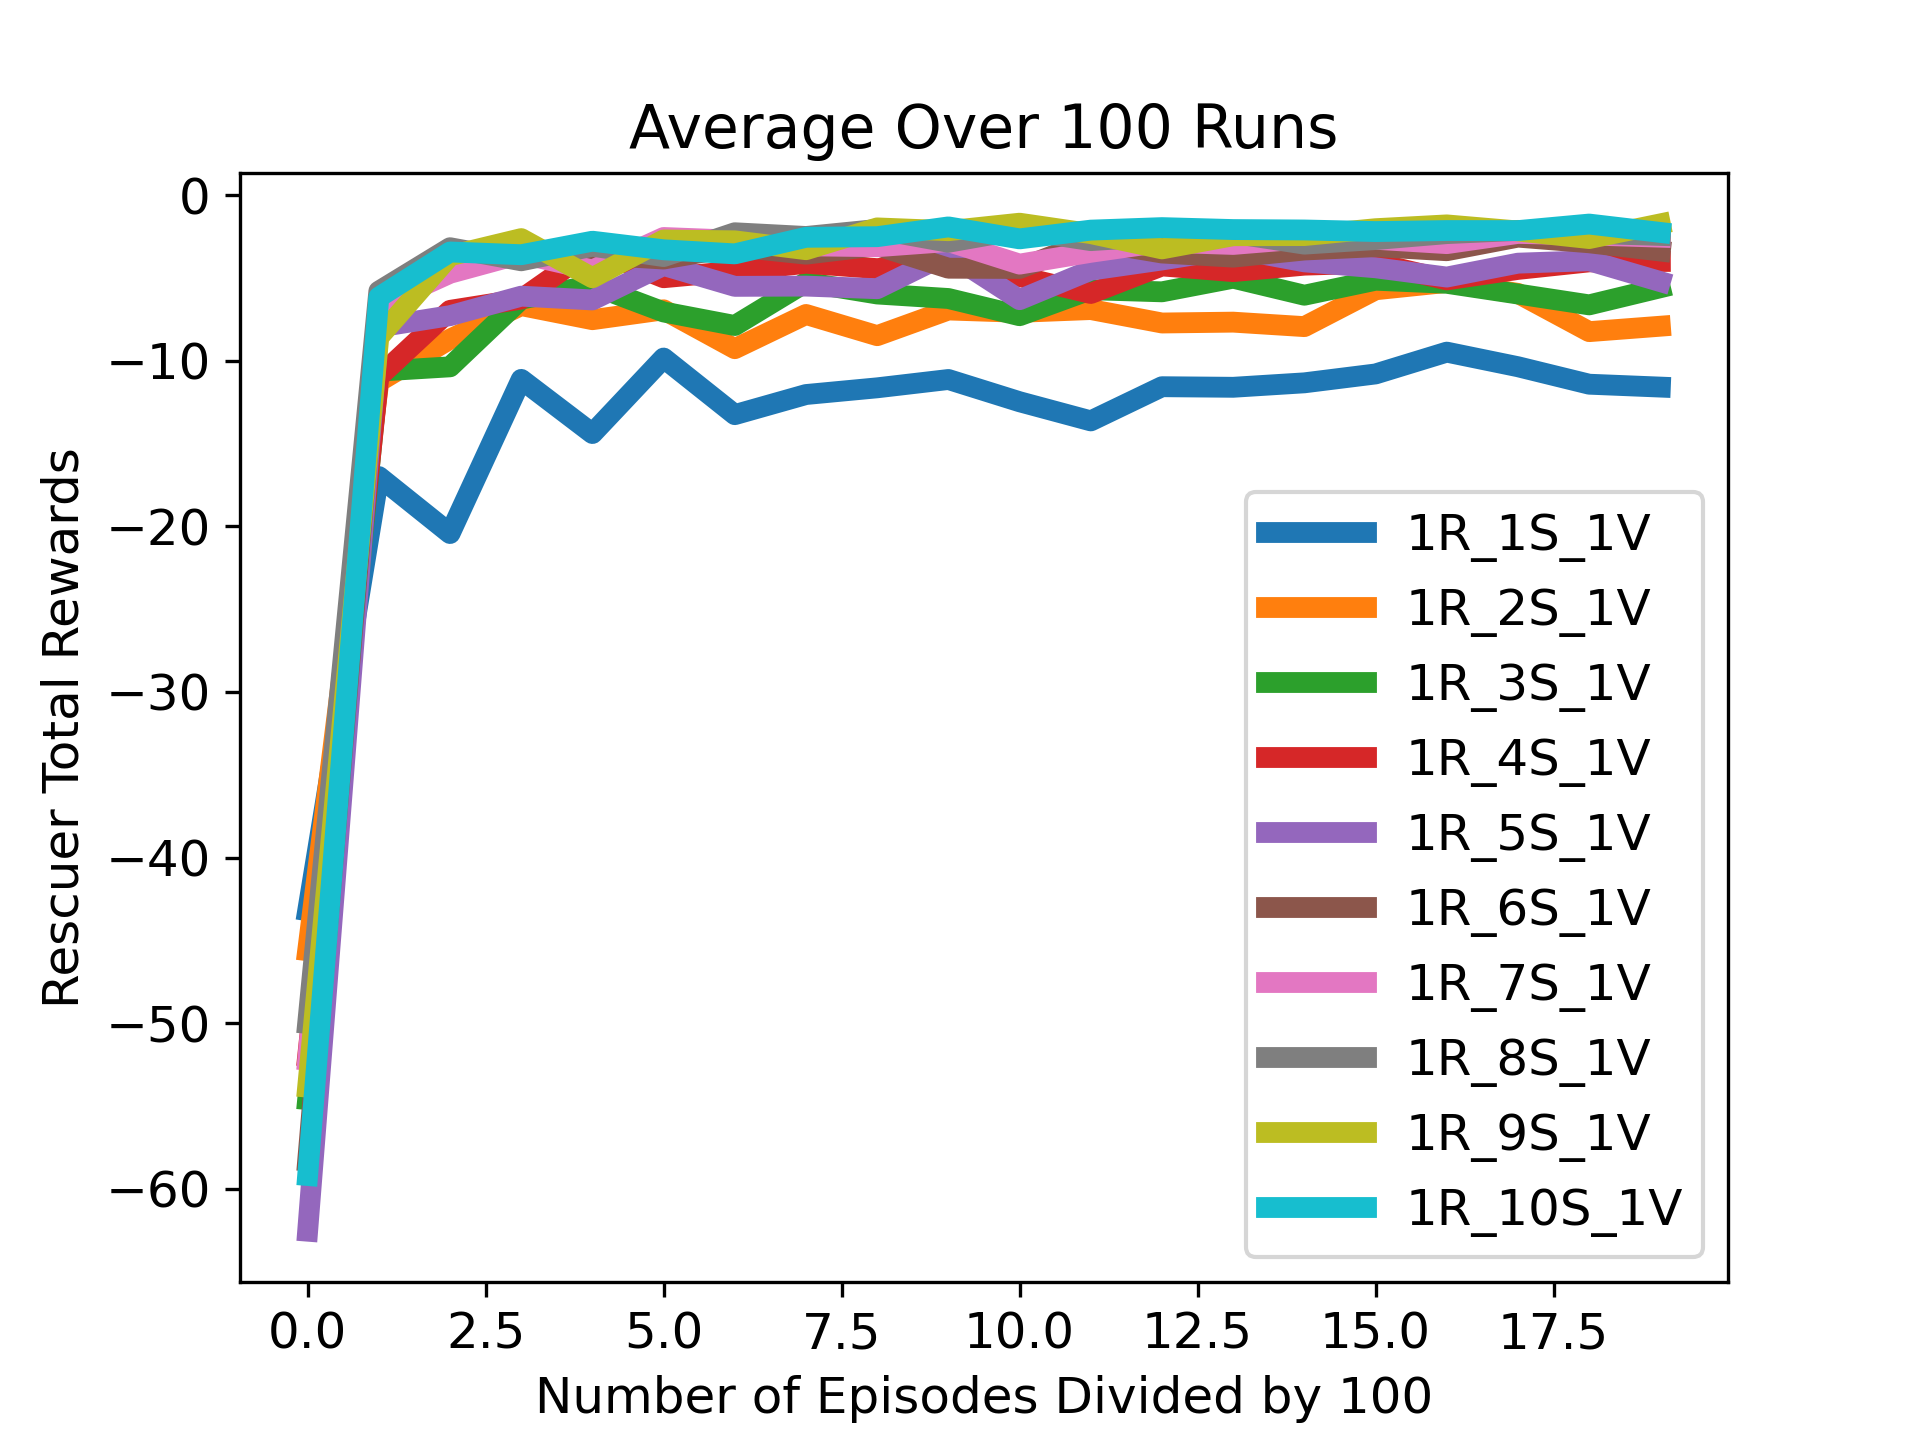 Average Over 100 Runs
Rescuer Total Rewards
0
−10
−20
−30
−40
−50
−60
1R_1S_1V
1R_2S_1V
1R_3S_1V
1R_4S_1V
1R_5S_1V
1R_6S_1V
1R_7S_1V
1R_8S_1V
1R_9S_1V
1R_10S_1V
0.0 2.5 5.0 7.5 10.0 12.5 15.0 17.5
Number of Episodes Divided by 100